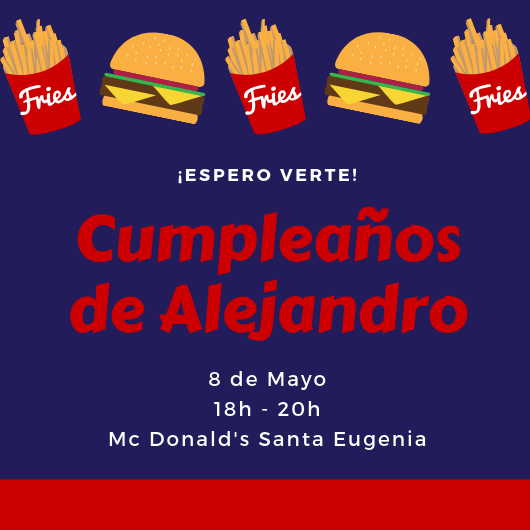 Fries
Fries
Fries
¡ESPERO VERTE!
Cumpleaños
de Alejandro
8 de Mayo
18h - 20h
Mc Donald's Santa Eugenia